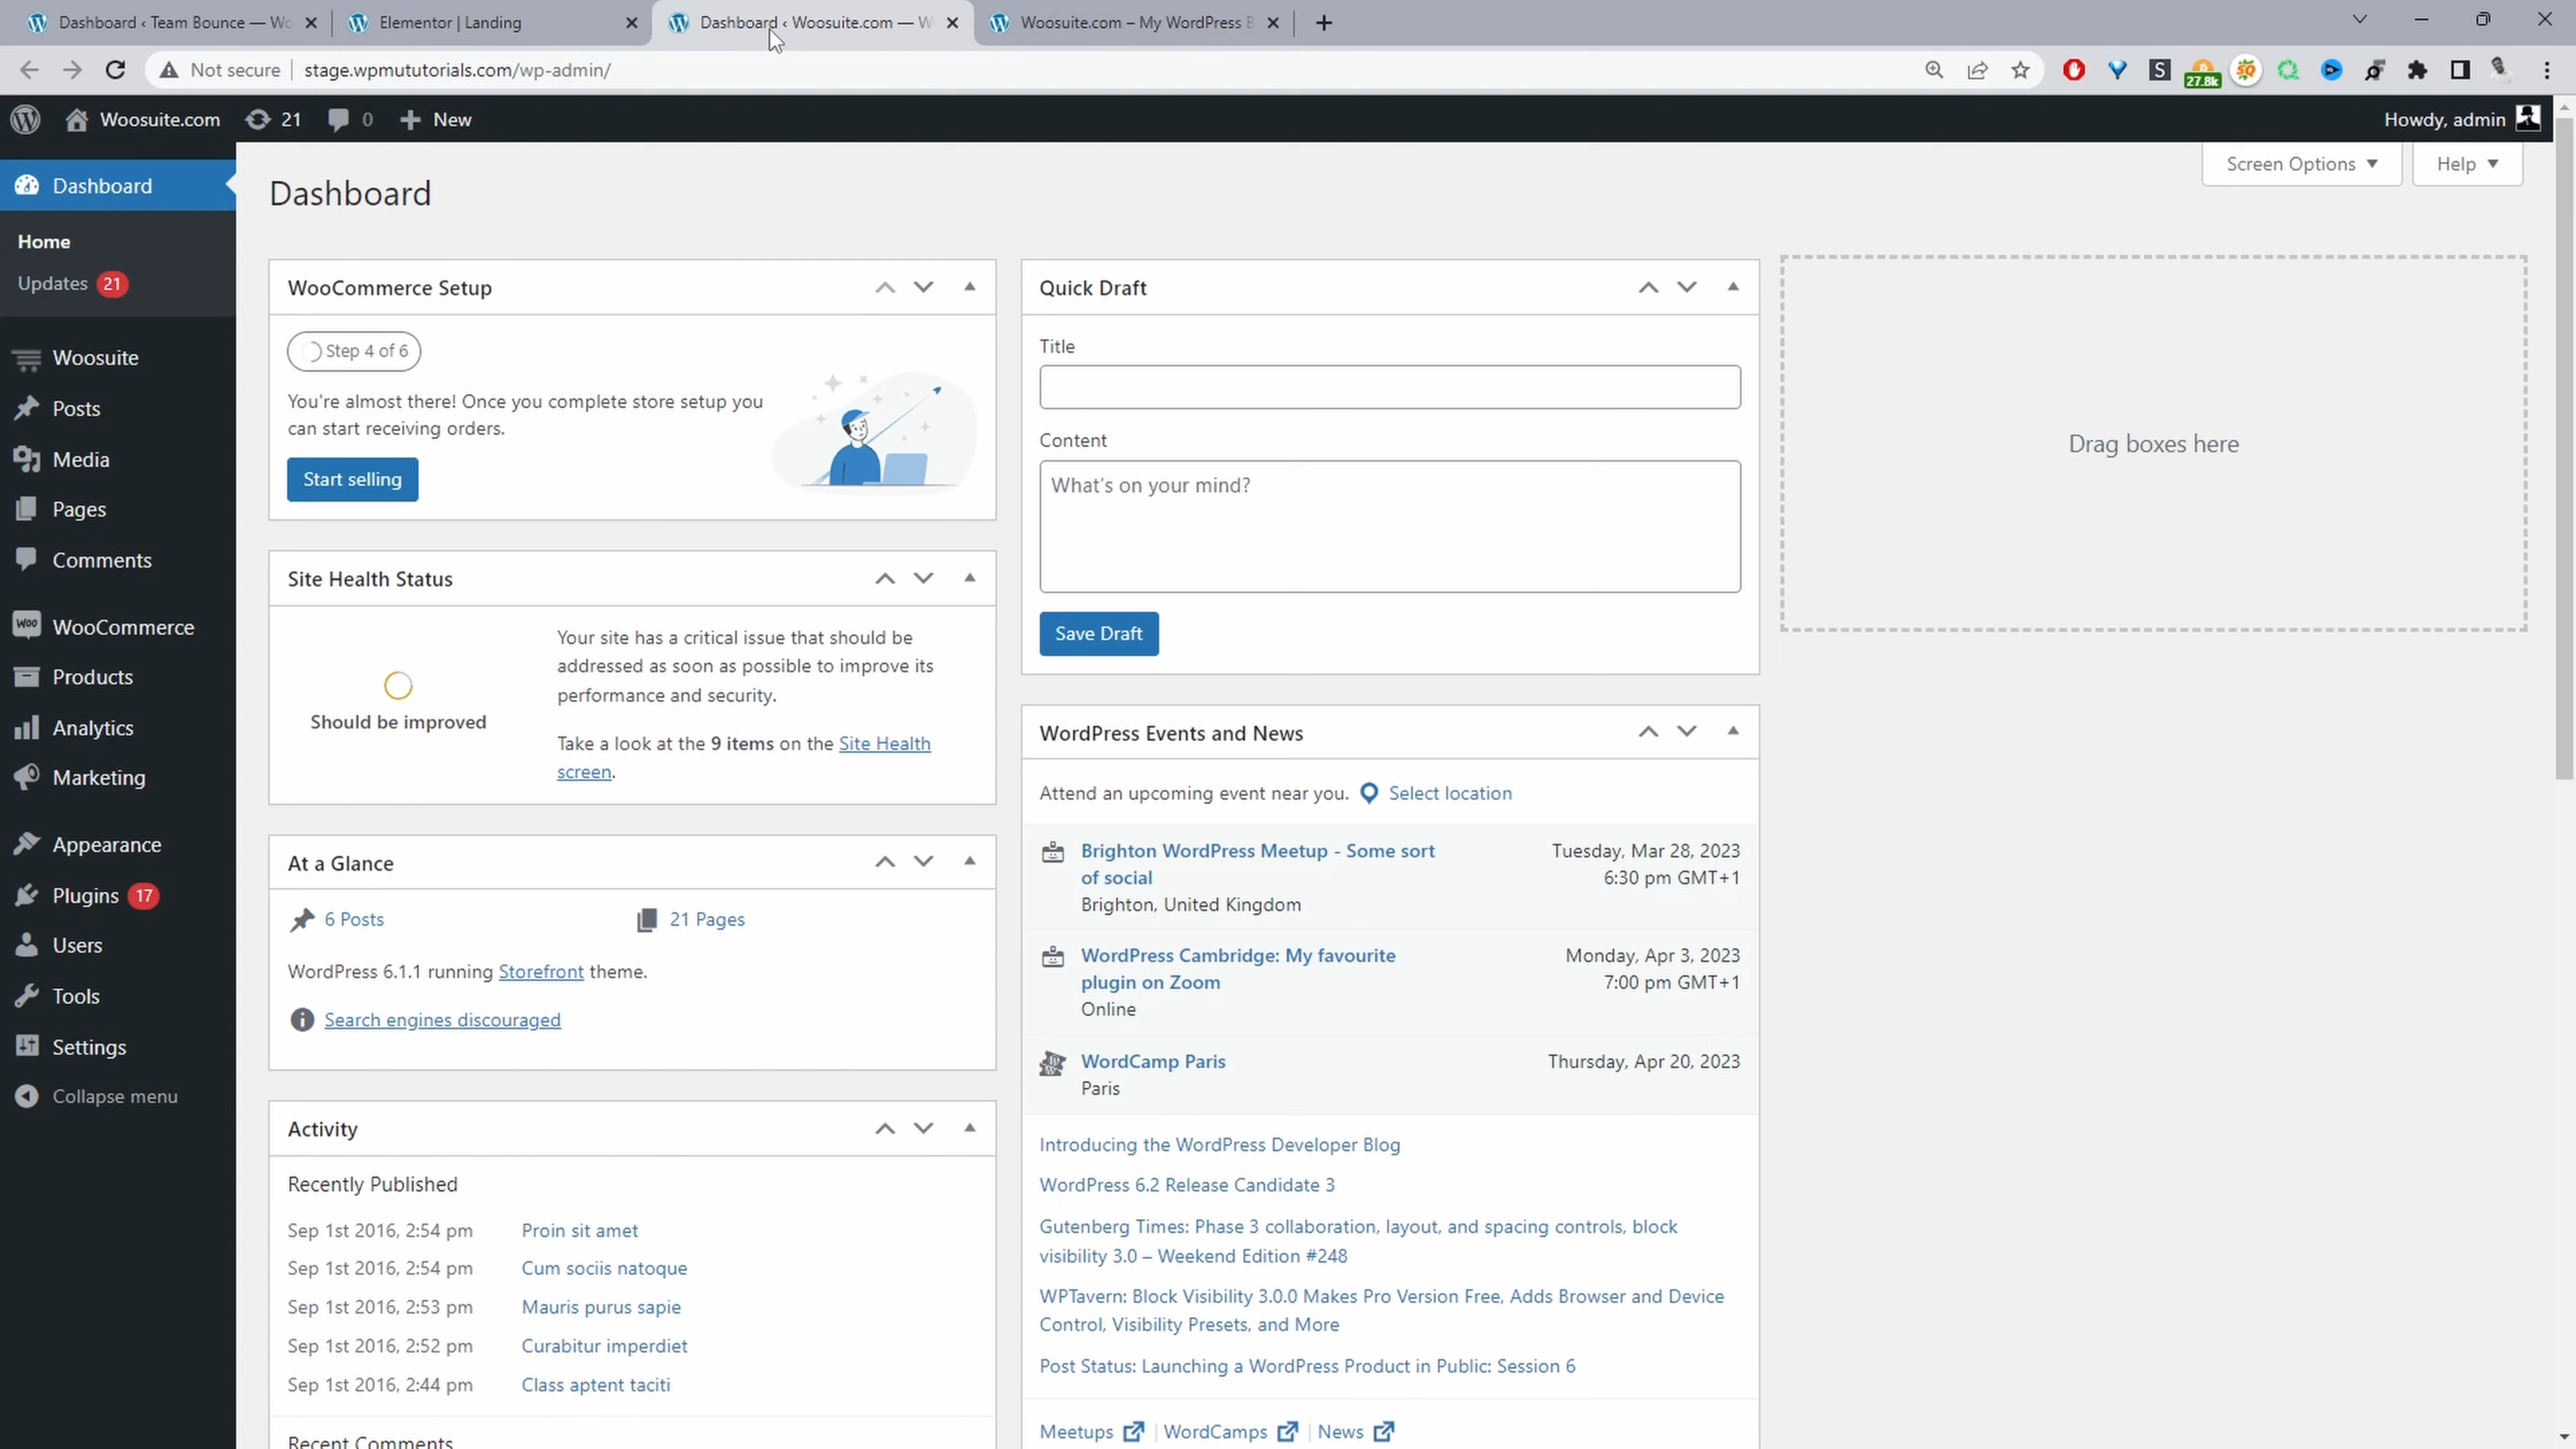 Dashboard ‹ Team Bounce — Wo
Elementor | Landing
Dashboard ‹ Woosuite.com — W
Woosuite.com – My WordPress B
Not secure
stage.wpmututorials.com/wp-admin/
27.8k
Woosuite.com
21
0
New
Howdy, admin
Screen Options
Help
Dashboard
Home
Updates 21
Woosuite
Posts
Media
Pages
Comments
WooCommerce
Products
Analytics
Marketing
Appearance
Plugins 17
Users
Tools
Settings
Collapse menu
Dashboard
WooCommerce Setup
Step 4 of 6
You're almost there! Once you complete store setup you
can start receiving orders.
Start selling
Site Health Status
Should be improved
Your site has a critical issue that should be
addressed as soon as possible to improve its
performance and security.
Take a look at the 9 items on the Site Health
screen.
At a Glance
6 Posts
21 Pages
WordPress 6.1.1 running Storefront theme.
Search engines discouraged
Activity
Recently Published
Sep 1st 2016, 2:54 pm Proin sit amet
Sep 1st 2016, 2:54 pm Cum sociis natoque
Sep 1st 2016, 2:53 pm Mauris purus sapie
Sep 1st 2016, 2:52 pm Curabitur imperdiet
Sep 1st 2016, 2:44 pm Class aptent taciti
Recent Comments
Quick Draft
Title
Content
What's on your mind?
Save Draft
WordPress Events and News
Attend an upcoming event near you. Select location
Brighton WordPress Meetup - Some sort
of social
Brighton, United Kingdom
Tuesday, Mar 28, 2023
6:30 pm GMT+1
WordPress Cambridge: My favourite
plugin on Zoom
Online
Monday, Apr 3, 2023
7:00 pm GMT+1
WordCamp Paris
Paris
Thursday, Apr 20, 2023
Introducing the WordPress Developer Blog
WordPress 6.2 Release Candidate 3
Gutenberg Times: Phase 3 collaboration, layout, and spacing controls, block
visibility 3.0 – Weekend Edition #248
WPTavern: Block Visibility 3.0.0 Makes Pro Version Free, Adds Browser and Device
Control, Visibility Presets, and More
Post Status: Launching a WordPress Product in Public: Session 6
Meetups | WordCamps | News
Drag boxes here